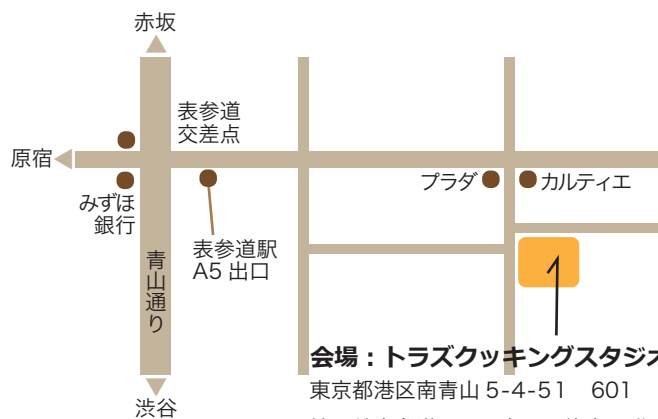 赤坂
表参道
交差点
原宿
プラダ
カルティエ
みずほ
銀行
表参道駅
A5 出口
青山通り
会場：トラズクッキングスタジオ
東京都港区南青山 5-4-51　601
渋谷